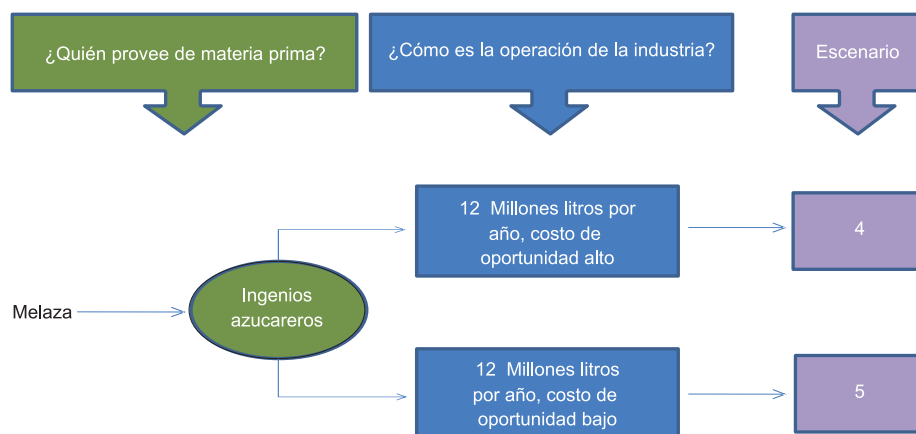 ¿Quién provee de materia prima?
¿Cómo es la operación de la industria?
Escenario
12 Millones litros por
año, costo de
oportunidad alto
4
Melaza
Ingenios
azucareros
12 Millones litros
por año, costo de
oportunidad bajo
5